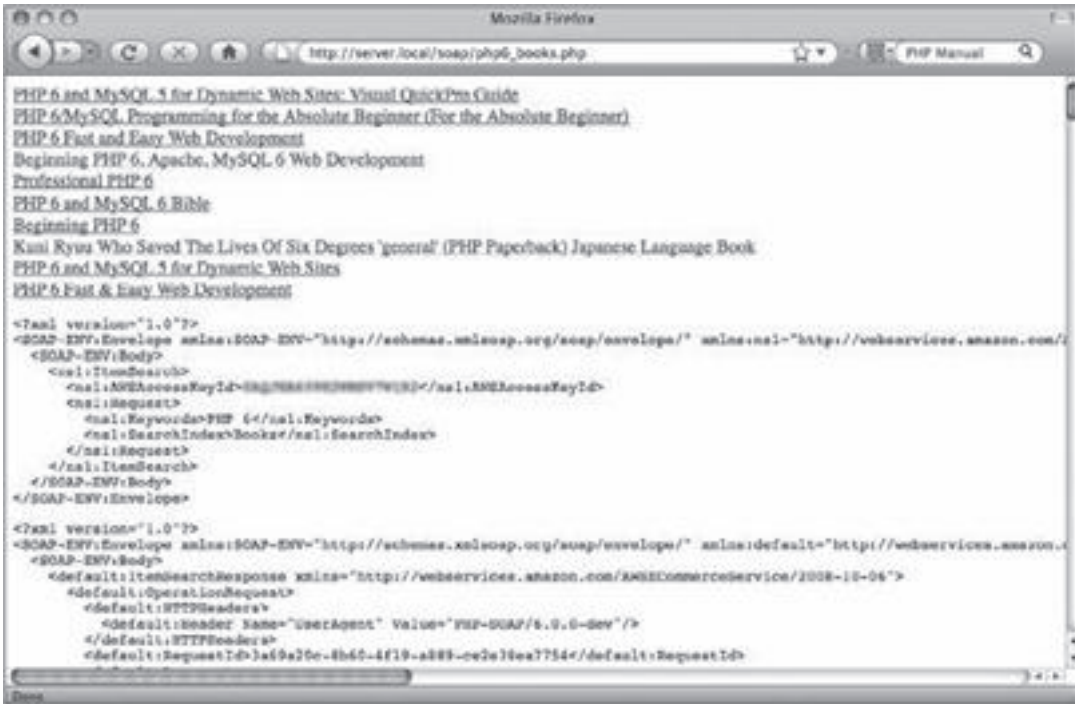 Mozilla Firefox
http://server.local/soap/php6_books.php
PHP Manual
PHP 6 and MySQL 5 for Dynamic Web Sites: Visual QuickPro Guide
PHP 6/MySQL Programming for the Absolute Beginner (For the Absolute Beginner)
PHP 6 Fast and Easy Web Development
Beginning PHP 6, Apache, MySQL 6 Web Development
Professional PHP 6
PHP 6 and MySQL 6 Bible
Beginning PHP 6
Kuni Ryuu Who Saved The Lives Of Six Degrees 'general' (PHP Paperback) Japanese Language Book
PHP 6 and MySQL 5 for Dynamic Web Sites
PHP 6 Fast & Easy Web Development
<?xml version="1.0"?>
<SOAP-ENV:Envelope xmlns:SOAP-ENV="http://schemas.xmlsoap.org/soap/envelope/" xmlns:ns1="http://webservices.amazon.com/
<SOAP-ENV:Body>
<ns1:ItemSearch>
<ns1:AWSAccessKeyId></ns1:AWSAccessKeyId>
<ns1:Request>
<ns1:Keywords>PHP 6</ns1:Keywords>
<ns1:SearchIndex>Books</ns1:SearchIndex>
</ns1:Request>
</ns1:ItemSearch>
</SOAP-ENV:Body>
</SOAP-ENV:Envelope>
<?xml version="1.0"?>
<SOAP-ENV:Envelope xmlns:SOAP-ENV="http://schemas.xmlsoap.org/soap/envelope/" xmlns:default="http://webservices.amazon.
<SOAP-ENV:Body>
<default:ItemSearchResponse xmlns="http://webservices.amazon.com/AWSECommerceService/2008-10-06">
<default:OperationRequest>
<default:HTTPHeaders>
<default:Header Name="UserAgent" Value="PHP-SOAP/6.0.0-dev"/>
</default:HTTPHeaders>
<default:RequestId>3a69a20c-8b60-4f19-a889-ce2e38ea7754</default:RequestId>
Done